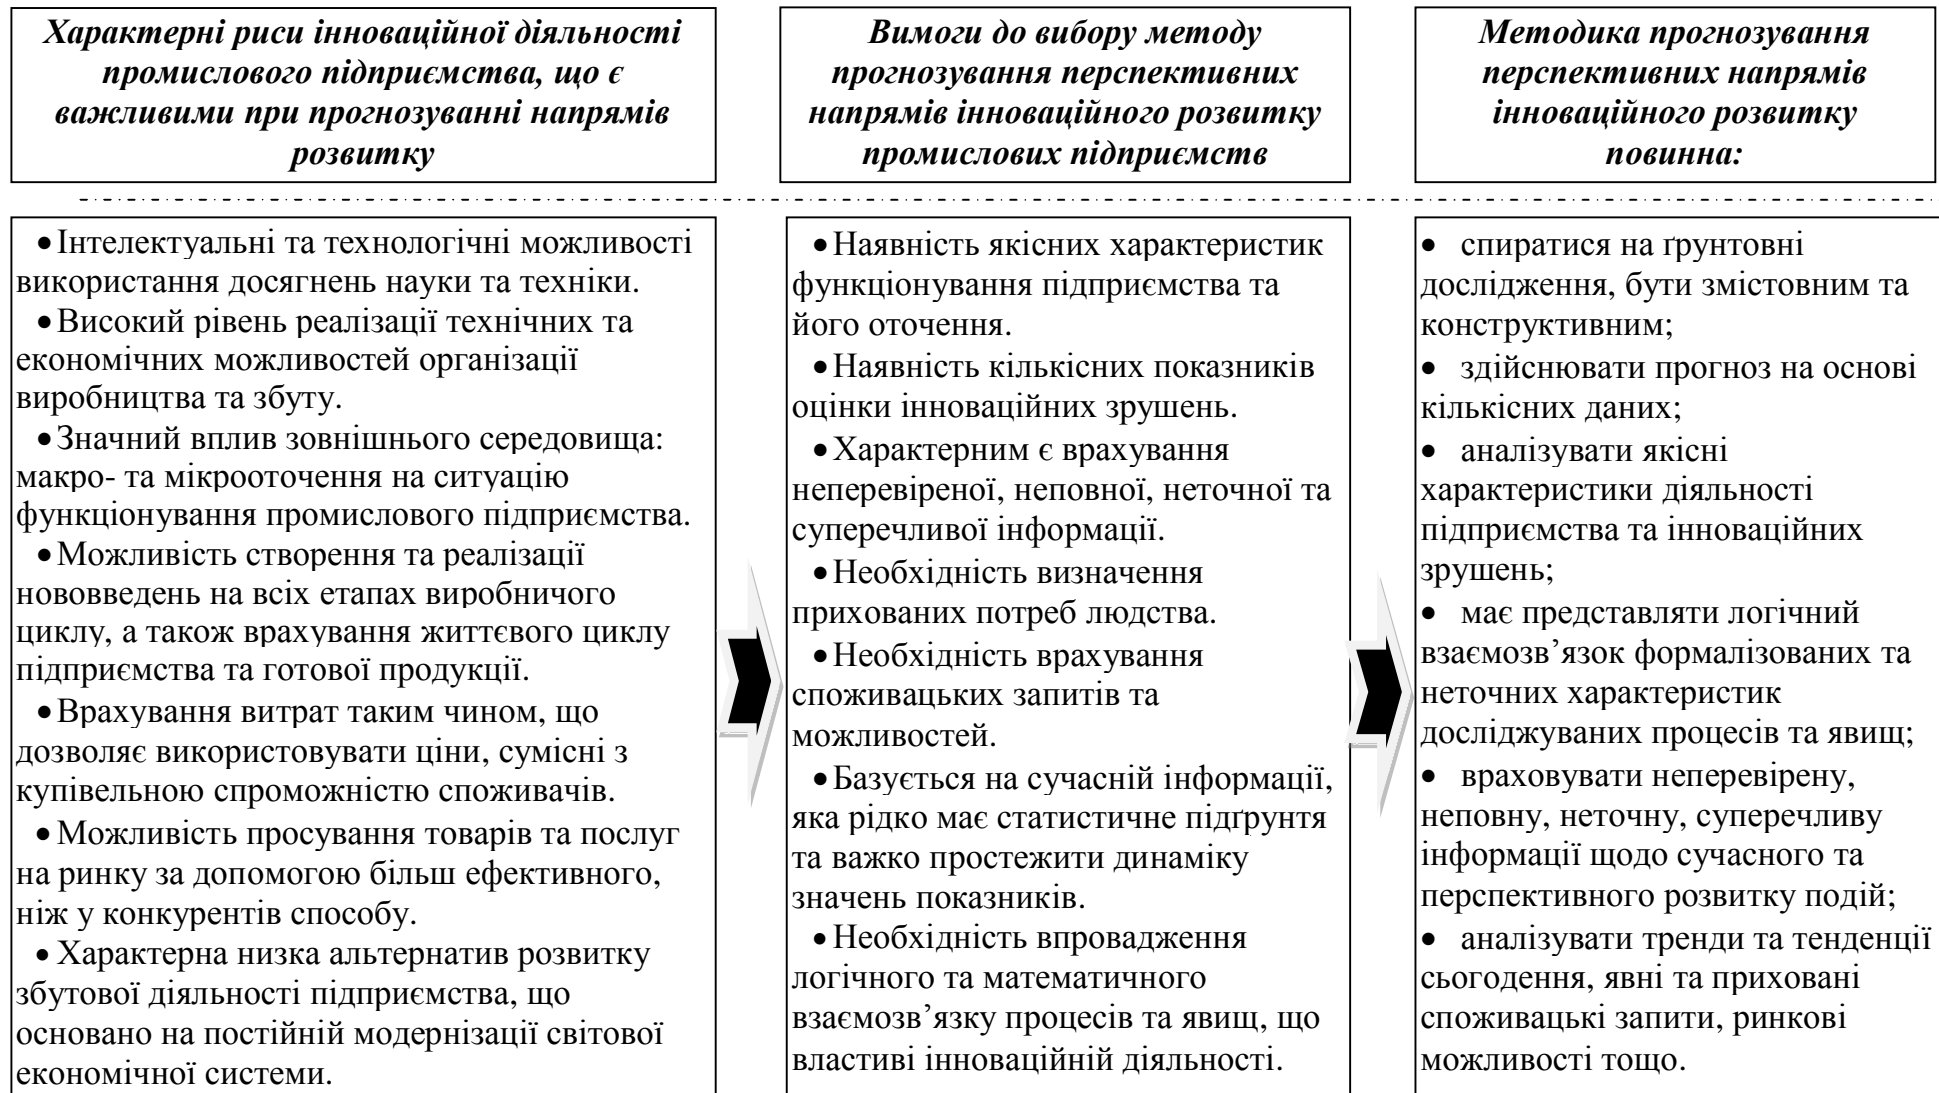 Характерні риси інноваційної діяльності
промислового підприємства, що є
важливими при прогнозуванні напрямів
розвитку
Вимоги до вибору методу
прогнозування перспективних
напрямів інноваційного розвитку
промислових підприємств
Методика прогнозування
перспективних напрямів
інноваційного розвитку
повинна:
• Інтелектуальні та технологічні можливості
використання досягнень науки та техніки.
• Високий рівень реалізації технічних та
економічних можливостей організації
виробництва та збуту.
• Значний вплив зовнішнього середовища:
макро- та мікрооточення на ситуацію
функціонування промислового підприємства.
• Можливість створення та реалізації
нововведень на всіх етапах виробничого
циклу, а також врахування життєвого циклу
підприємства та готової продукції.
• Врахування витрат таким чином, що
дозволяє використовувати ціни, сумісні з
купівельною спроможністю споживачів.
• Можливість просування товарів та послуг
на ринку за допомогою більш ефективного,
ніж у конкурентів способу.
• Характерна низка альтернатив розвитку
збутової діяльності підприємства, що
основано на постійній модернізації світової
економічної системи.
• Наявність якісних характеристик
функціонування підприємства та
його оточення.
• Наявність кількісних показників
оцінки інноваційних зрушень.
• Характерним є врахування
неперевіреної, неповної, неточної та
суперечливої інформації.
• Необхідність визначення
прихованих потреб людства.
• Необхідність врахування
споживацьких запитів та
можливостей.
• Базується на сучасній інформації,
яка рідко має статистичне підґрунтя
та важко простежити динаміку
значень показників.
• Необхідність впровадження
логічного та математичного
взаємозв’язку процесів та явищ, що
властиві інноваційній діяльності.
• спиратися на ґрунтовні
дослідження, бути змістовним та
конструктивним;
• здійснювати прогноз на основі
кількісних даних;
• аналізувати якісні
характеристики діяльності
підприємства та інноваційних
зрушень;
• має представляти логічний
взаємозв’язок формалізованих та
неточних характеристик
досліджуваних процесів та явищ;
• враховувати неперевірену,
неповну, неточну, суперечливу
інформації щодо сучасного та
перспективного розвитку подій;
• аналізувати тренди та тенденції
сьогодення, явні та приховані
споживацькі запити, ринкові
можливості тощо.